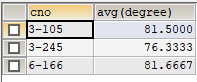 cno avg(degree)
3-105 81.5000
3-245 76.3333
6-166 81.6667